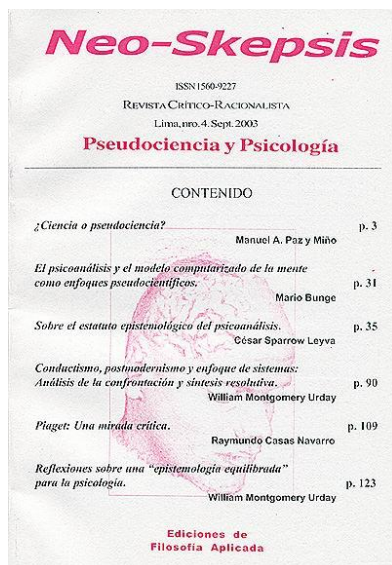 Neo-Skepsis
ISSN 1560-9227
REVISTA CRÍTICO-RACIONALISTA
Lima, nro. 4. Sept. 2003
Pseudociencia y Psicología
CONTENIDO
¿Ciencia o pseudociencia? p. 3
Manuel A. Paz y Miño
El psicoanálisis y el modelo computarizado de la mente
como enfoques pseudocientíficos. p. 31
Mario Bunge
Sobre el estatuto epistemológico del psicoanálisis. p. 35
César Sparrow Leyva
Conductismo, postmodernismo y enfoque de sistemas:
Análisis de la confrontación y síntesis resolutiva. p. 90
William Montgomery Urday
Piaget: Una mirada crítica. p. 109
Raymundo Casas Navarro
Reflexiones sobre una "epistemología equilibrada"
para la psicología. p. 123
William Montgomery Urday
Ediciones de
Filosofía Aplicada